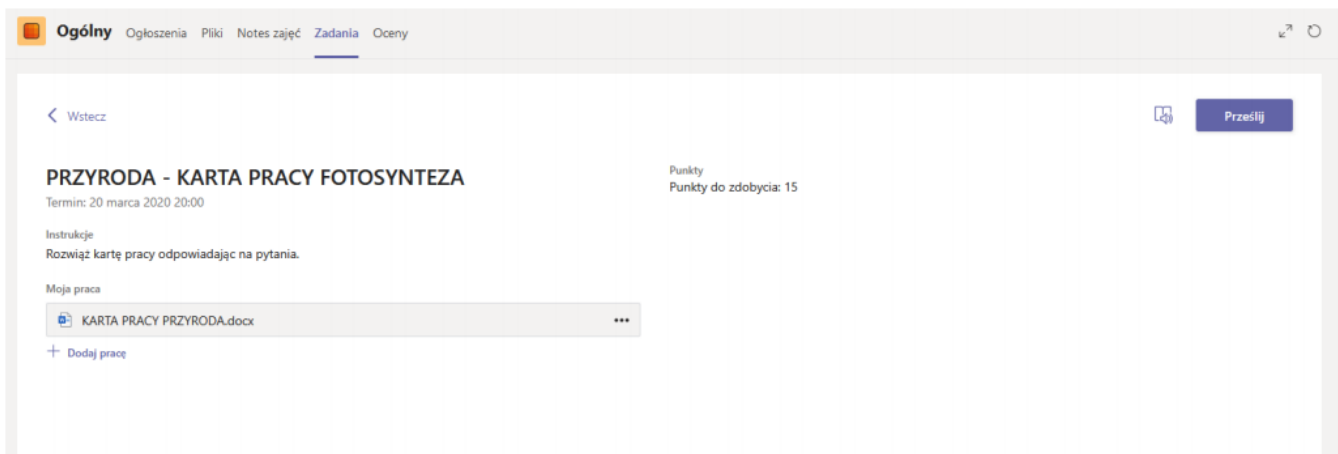 Ogólny Ogłoszenia Pliki Notes zajęć Zadania Oceny
Wstecz
Prześlij
PRZYRODA - KARTA PRACY FOTOSYNTEZA
Termin: 20 marca 2020 20:00
Punkty
Punkty do zdobycia: 15
Instrukcje
Rozwiąż kartę pracy odpowiadając na pytania.
Moja praca
KARTA PRACY PRZYRODA.docx
Dodaj pracę